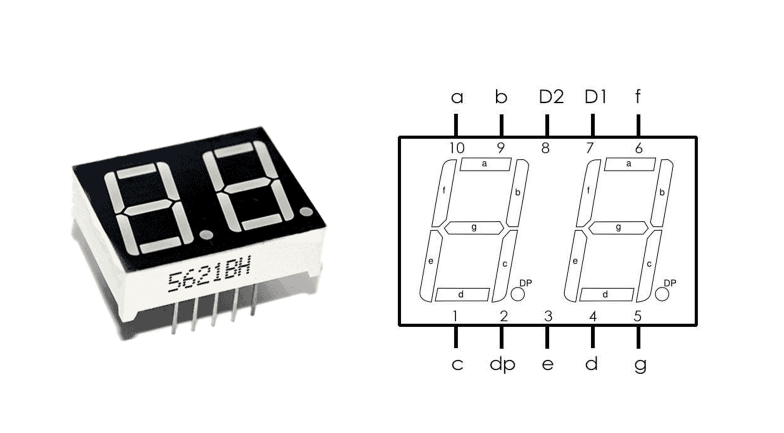 5621BH
a b D2 D1 f
10 9 8 7 6
a a
f b f b
g g
e c e c
DP DP
d d
1 2 3 4 5
c dp e d g